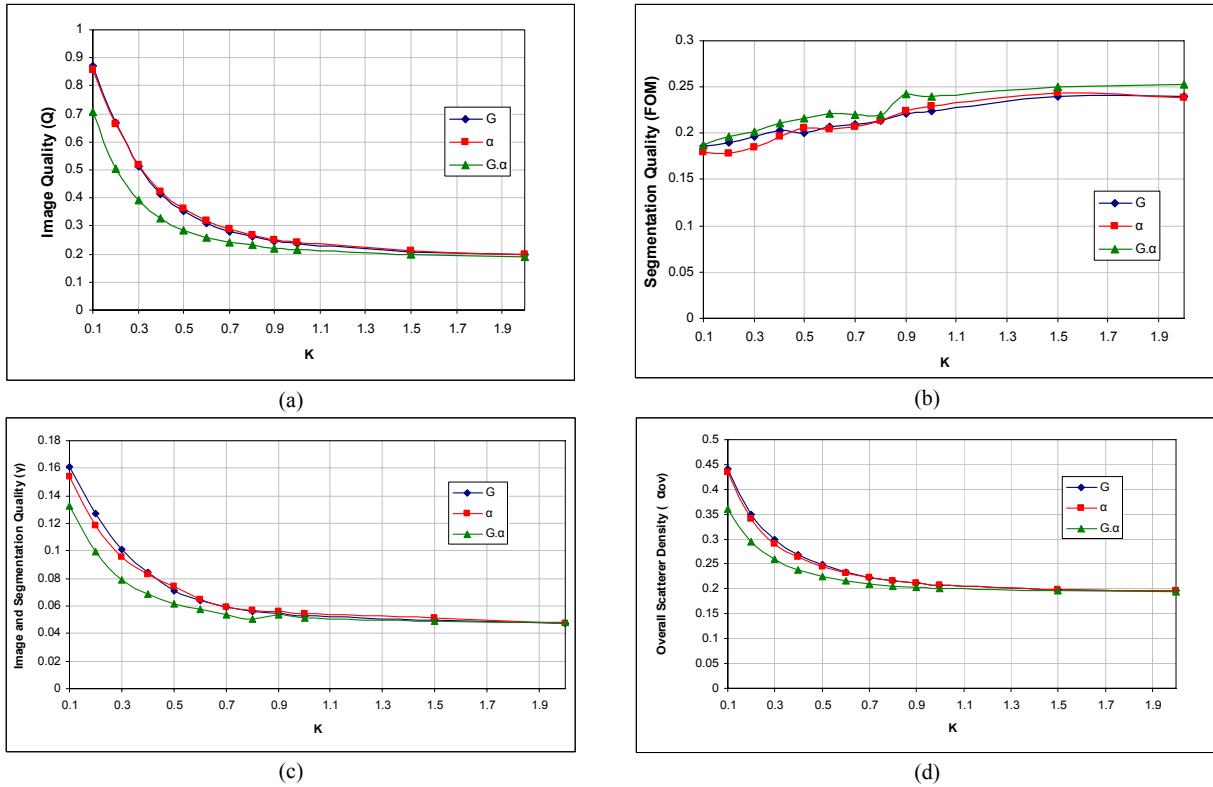 1
0.9
0.8
0.7
0.6
0.5
0.4
0.3
0.2
0.1
0
Image Quality (Q)
0.1 0.3 0.5 0.7 0.9 1.1 1.3 1.5 1.7 1.9
K
G
α
G.α
(a)
0.3
0.25
0.2
0.15
0.1
0.05
0
Segmentation Quality (FOM)
0.1 0.3 0.5 0.7 0.9 1.1 1.3 1.5 1.7 1.9
K
G
α
G.α
(b)
0.18
0.16
0.14
0.12
0.1
0.08
0.06
0.04
0.02
0
Image and Segmentation Quality (γ)
0.1 0.3 0.5 0.7 0.9 1.1 1.3 1.5 1.7 1.9
K
G
α
G.α
(c)
0.5
0.45
0.4
0.35
0.3
0.25
0.2
0.15
0.1
0.05
0
Overall Scatterer Density ( αov)
0.1 0.3 0.5 0.7 0.9 1.1 1.3 1.5 1.7 1.9
K
G
α
G.α
(d)